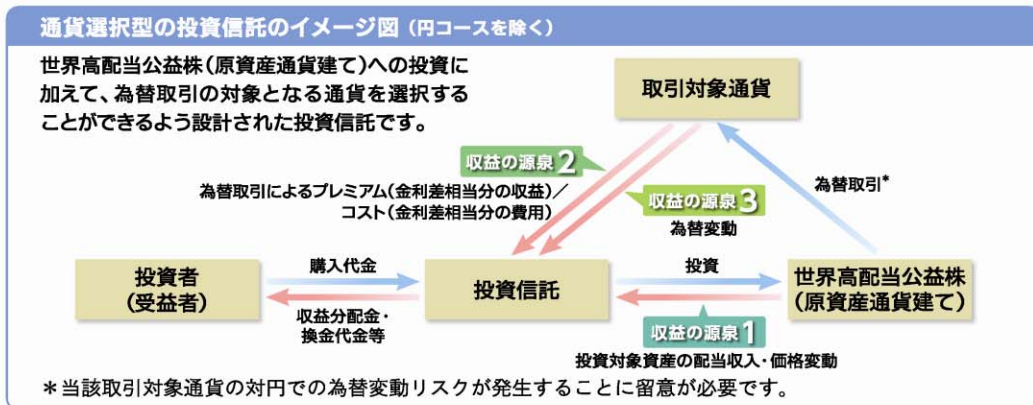 通貨選択型の投資信託のイメージ図（円コースを除く）
世界高配当公益株（原資産通貨建て）への投資に
加えて、為替取引の対象となる通貨を選択する
ことができるよう設計された投資信託です。
取引対象通貨
収益の源泉2
為替取引によるプレミアム（金利差相当分の収益）／
コスト（金利差相当分の費用）
収益の源泉3
為替変動
為替取引*
投資者
（受益者）
購入代金
収益分配金・
換金代金等
投資信託
投資
世界高配当公益株
（原資産通貨建て）
収益の源泉1
投資対象資産の配当収入・価格変動
＊当該取引対象通貨の対円での為替変動リスクが発生することに留意が必要です。